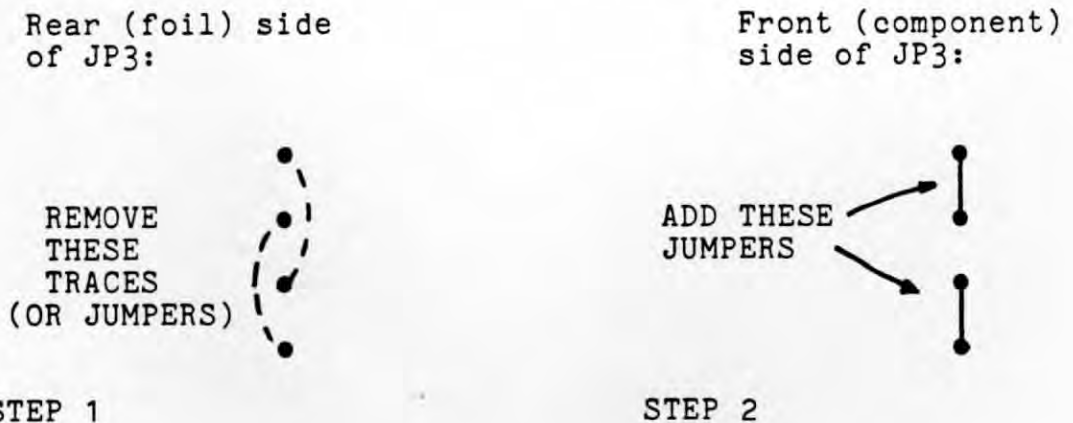 Rear (foil) side
of JP3:
REMOVE
THESE
TRACES
(OR JUMPERS)
STEP 1
Front (component)
side of JP3:
ADD THESE
JUMPERS
STEP 2